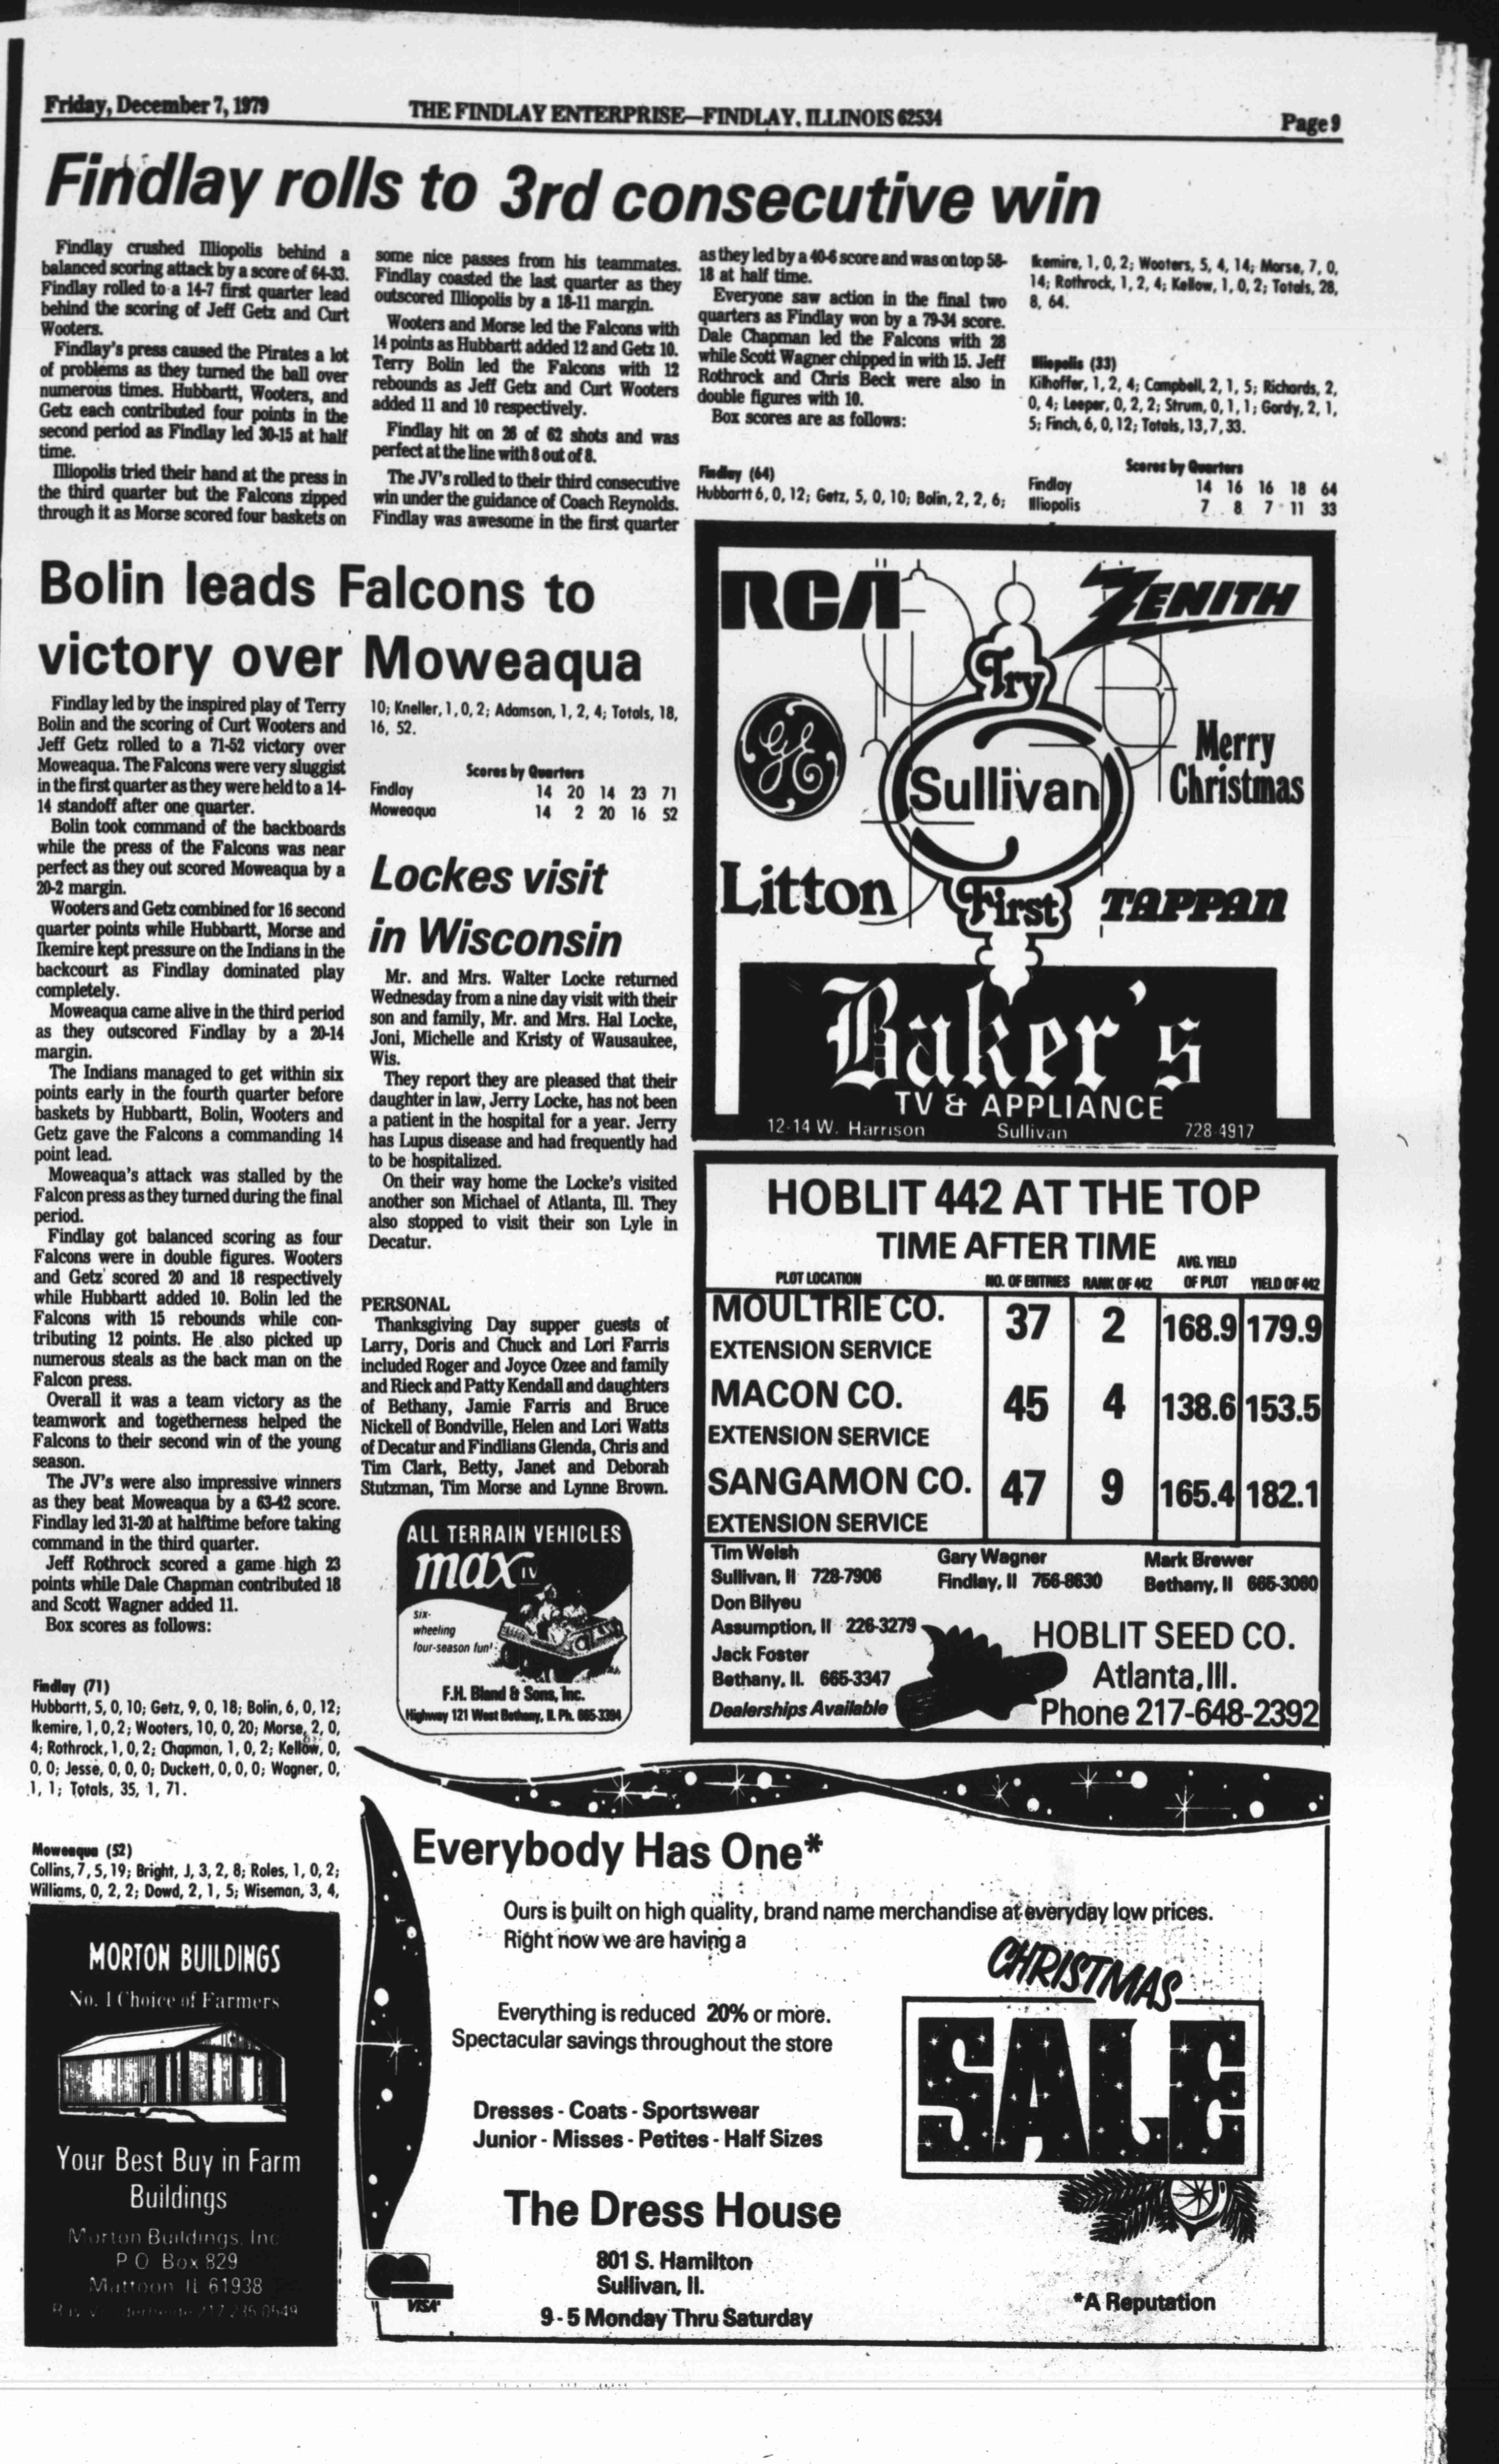 Friday, December 7, 1979
THE FINDLAY ENTERPRISE—FINDLAY, ILLINOIS 62534
Page 9
Findlay rolls to 3rd consecutive win
Findlay crushed Illiopolis behind a
balanced scoring attack by a score of 64-33.
Findlay rolled to a 14-7 first quarter lead
behind the scoring of Jeff Getz and Curt
Wooters.
Findlay's press caused the Pirates a lot
of problems as they turned the ball over
numerous times. Hubbartt, Wooters, and
Getz each contributed four points in the
second period as Findlay led 30-15 at half
time.
Illiopolis tried their hand at the press in
the third quarter but the Falcons zipped
through it as Morse scored four baskets on
some nice passes from his teammates.
Findlay coasted the last quarter as they
outscored Illiopolis by a 18-11 margin.
Wooters and Morse led the Falcons with
14 points as Hubbartt added 12 and Getz 10.
Terry Bolin led the Falcons with 12
rebounds as Jeff Getz and Curt Wooters
added 11 and 10 respectively.
Findlay hit on 28 of 62 shots and was
perfect at the line with 8 out of 8.
The JV's rolled to their third consecutive
win under the guidance of Coach Reynolds.
Findlay was awesome in the first quarter
as they led by a 40-6 score and was on top 58-
18 at half time.
Everyone saw action in the final two
quarters as Findlay won by a 79-34 score.
Dale Chapman led the Falcons with 28
while Scott Wagner chipped in with 15. Jeff
Rothrock and Chris Beck were also in
double figures with 10.
Box scores are as follows:
Findlay (64)
Hubbartt 6, 0, 12; Getz, 5, 0, 10; Bolin, 2, 2, 6;
Ikemire, 1, 0, 2; Wooters, 5, 4, 14; Morse, 7, 0,
14; Rothrock, 1, 2, 4; Kellow, 1, 0, 2; Totals, 28,
8, 64.
Illiopolis (33)
Kilhoffer, 1, 2, 4; Campbell, 2, 1, 5; Richards, 2,
0, 4; Leeper, 0, 2, 2; Strum, 0, 1, 1; Gordy, 2, 1,
5; Finch, 6, 0, 12; Totals, 13, 7, 33.
Scores by Quarters
Findlay 14 16 16 18 64
Illiopolis 7 8 7 11 33
Bolin leads Falcons to
victory over Moweaqua
Findlay led by the inspired play of Terry
Bolin and the scoring of Curt Wooters and
Jeff Getz rolled to a 71-52 victory over
Moweaqua. The Falcons were very sluggist
in the first quarter as they were held to a 14-
14 standoff after one quarter.
Bolin took command of the backboards
while the press of the Falcons was near
perfect as they out scored Moweaqua by a
20-2 margin.
Wooters and Getz combined for 16 second
quarter points while Hubbartt, Morse and
Ikemire kept pressure on the Indians in the
backcourt as Findlay dominated play
completely.
Moweaqua came alive in the third period
as they outscored Findlay by a 20-14
margin.
The Indians managed to get within six
points early in the fourth quarter before
baskets by Hubbartt, Bolin, Wooters and
Getz gave the Falcons a commanding 14
point lead.
Moweaqua's attack was stalled by the
Falcon press as they turned during the final
period.
Findlay got balanced scoring as four
Falcons were in double figures. Wooters
and Getz scored 20 and 18 respectively
while Hubbartt added 10. Bolin led the
Falcons with 15 rebounds while con-
tributing 12 points. He also picked up
numerous steals as the back man on the
Falcon press.
Overall it was a team victory as the
teamwork and togetherness helped the
Falcons to their second win of the young
season.
The JV's were also impressive winners
as they beat Moweaqua by a 63-42 score.
Findlay led 31-20 at halftime before taking
command in the third quarter.
Jeff Rothrock scored a game high 23
points while Dale Chapman contributed 18
and Scott Wagner added 11.
Box scores as follows:
Findlay (71)
Hubbartt, 5, 0, 10; Getz, 9, 0, 18; Bolin, 6, 0, 12;
Ikemire, 1, 0, 2; Wooters, 10, 0, 20; Morse, 2, 0,
4; Rothrock, 1, 0, 2; Chapman, 1, 0, 2; Kellow, 0,
0, 0; Jesse, 0, 0, 0; Duckett, 0, 0, 0; Wagner, 0,
1, 1; Totals, 35, 1, 71.
Moweaqua (52)
Collins, 7, 5, 19; Bright, J, 3, 2, 8; Roles, 1, 0, 2;
Williams, 0, 2, 2; Dowd, 2, 1, 5; Wiseman, 3, 4,
10; Kneller, 1, 0, 2; Adamson, 1, 2, 4; Totals, 18,
16, 52.
Scores by Quarters
Findlay 14 20 14 23 71
Moweaqua 14 2 20 16 52
Lockes visit
in Wisconsin
Mr. and Mrs. Walter Locke returned
Wednesday from a nine day visit with their
son and family, Mr. and Mrs. Hal Locke,
Joni, Michelle and Kristy of Wausaukee,
Wis.
They report they are pleased that their
daughter in law, Jerry Locke, has not been
a patient in the hospital for a year. Jerry
has Lupus disease and had frequently had
to be hospitalized.
On their way home the Locke's visited
another son Michael of Atlanta, Ill. They
also stopped to visit their son Lyle in
Decatur.
PERSONAL
Thanksgiving Day supper guests of
Larry, Doris and Chuck and Lori Farris
included Roger and Joyce Ozee and family
and Rieck and Patty Kendall and daughters
of Bethany, Jamie Farris and Bruce
Nickell of Bondville, Helen and Lori Watts
of Decatur and Findlians Glenda, Chris and
Tim Clark, Betty, Janet and Deborah
Stutzman, Tim Morse and Lynne Brown.
ALL TERRAIN VEHICLES
max IV
six-
wheeling
four-season fun!
F.H. Bland & Sons, Inc.
Highway 121 West Bethany, Il. Ph. 665-3394
RCA
ZENITH
Try
GE
Sullivan
Merry
Christmas
Litton
First
TAPPAN
Baker's
TV & APPLIANCE
12-14 W. Harrison Sullivan 728-4917
HOBLIT 442 AT THE TOP
TIME AFTER TIME
PLOT LOCATION NO. OF ENTRIES RANK OF 442 AVG. YIELD OF PLOT YIELD OF 442
MOULTRIE CO. 37 2 168.9 179.9
EXTENSION SERVICE
MACON CO. 45 4 138.6 153.5
EXTENSION SERVICE
SANGAMON CO. 47 9 165.4 182.1
EXTENSION SERVICE
Tim Welsh
Sullivan, Il 728-7906
Gary Wagner
Findlay, Il 756-8630
Mark Brewer
Bethany, Il 665-3060
Don Bilyeu
Assumption, Il 226-3279
Jack Foster
Bethany, Il. 665-3347
Dealerships Available
HOBLIT SEED CO.
Atlanta, Ill.
Phone 217-648-2392
MORTON BUILDINGS
No. 1 Choice of Farmers
Your Best Buy in Farm
Buildings
Morton Buildings, Inc
P O Box 829
Mattoon IL 61938
217 235 0549
Everybody Has One*
Ours is built on high quality, brand name merchandise at everyday low prices.
Right now we are having a
CHRISTMAS
SALE
Everything is reduced 20% or more.
Spectacular savings throughout the store
Dresses - Coats - Sportswear
Junior - Misses - Petites - Half Sizes
The Dress House
801 S. Hamilton
Sullivan, Il.
9 - 5 Monday Thru Saturday
VISA
*A Reputation